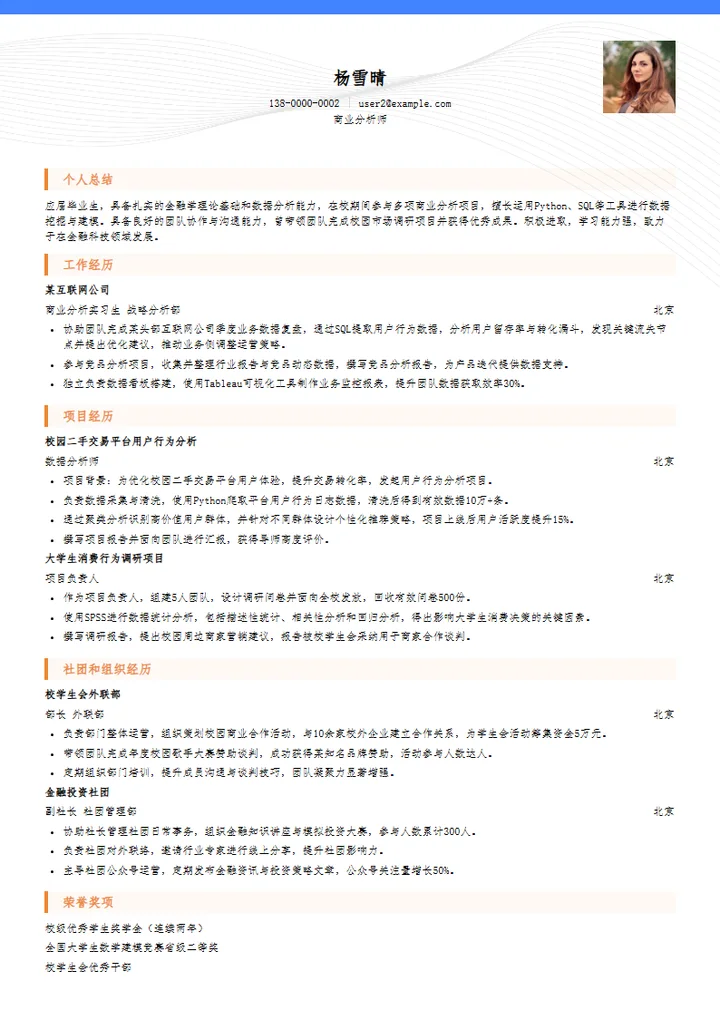 杨雪晴
138-0000-0002 | user2@example.com
商业分析师
个人总结
应届毕业生，具备扎实的金融学理论基础和数据分析能力，在校期间参与多项商业分析项目，擅长运用Python、SQL等工具进行数据
挖掘与建模。具备良好的团队协作与沟通能力，曾带领团队完成校园市场调研项目并获得优秀成果。积极进取，学习能力强，致力
于在金融科技领域发展。
工作经历
某互联网公司
商业分析实习生 战略分析部 北京
• 协助团队完成某头部互联网公司季度业务数据复盘，通过SQL提取用户行为数据，分析用户留存率与转化漏斗，发现关键流失节
点并提出优化建议，推动业务侧调整运营策略。
• 参与竞品分析项目，收集并整理行业报告与竞品动态数据，撰写竞品分析报告，为产品迭代提供数据支持。
• 独立负责数据看板搭建，使用Tableau可视化工具制作业务监控报表，提升团队数据获取效率30%。
项目经历
校园二手交易平台用户行为分析
数据分析师 北京
• 项目背景：为优化校园二手交易平台用户体验，提升交易转化率，发起用户行为分析项目。
• 负责数据采集与清洗，使用Python爬取平台用户行为日志数据，清洗后得到有效数据10万+条。
• 通过聚类分析识别高价值用户群体，并针对不同群体设计个性化推荐策略，项目上线后用户活跃度提升15%。
• 撰写项目报告并面向团队进行汇报，获得导师高度评价。
大学生消费行为调研项目
项目负责人 北京
• 作为项目负责人，组建5人团队，设计调研问卷并面向全校发放，回收有效问卷500份。
• 使用SPSS进行数据统计分析，包括描述性统计、相关性分析和回归分析，得出影响大学生消费决策的关键因素。
• 撰写调研报告，提出校园周边商家营销建议，报告被校学生会采纳用于商家合作谈判。
社团和组织经历
校学生会外联部
部长 外联部 北京
• 负责部门整体运营，组织策划校园商业合作活动，与10余家校外企业建立合作关系，为学生会活动筹集资金5万元。
• 带领团队完成年度校园歌手大赛赞助谈判，成功获得某知名品牌赞助，活动参与人数达人。
• 定期组织部门培训，提升成员沟通与谈判技巧，团队凝聚力显著增强。
金融投资社团
副社长 社团管理部 北京
• 协助社长管理社团日常事务，组织金融知识讲座与模拟投资大赛，参与人数累计300人。
• 负责社团对外联络，邀请行业专家进行线上分享，提升社团影响力。
• 主导社团公众号运营，定期发布金融资讯与投资策略文章，公众号关注量增长50%。
荣誉奖项
校级优秀学生奖学金（连续两年）
全国大学生数学建模竞赛省级二等奖
校学生会优秀干部